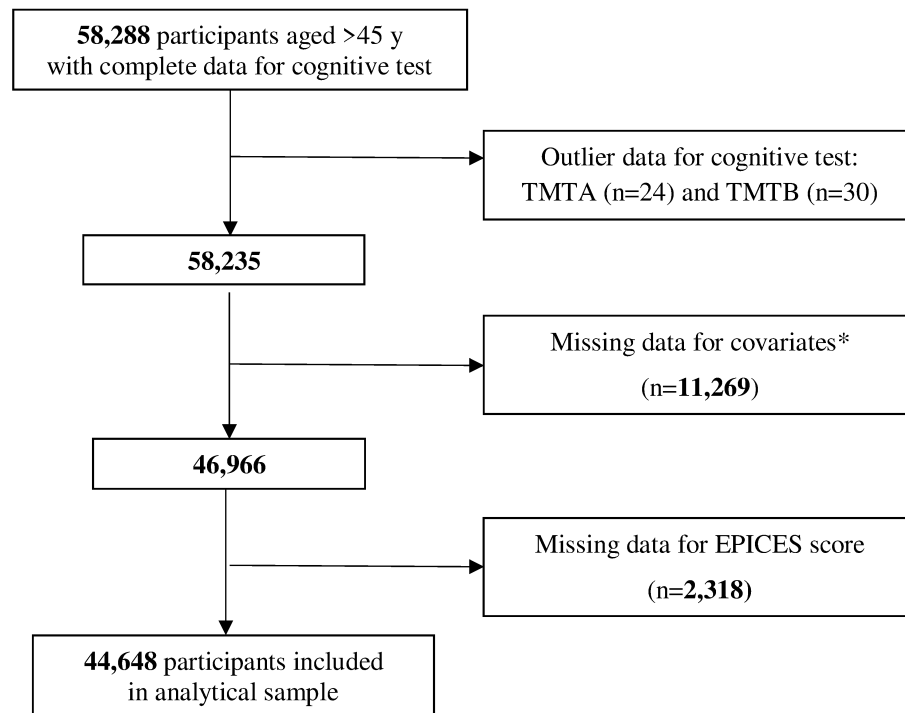 58,288 participants aged >45 y
with complete data for cognitive test
Outlier data for cognitive test:
TMTA (n=24) and TMTB (n=30)
58,235
Missing data for covariates*
(n=11,269)
46,966
Missing data for EPICES score
(n=2,318)
44,648 participants included
in analytical sample